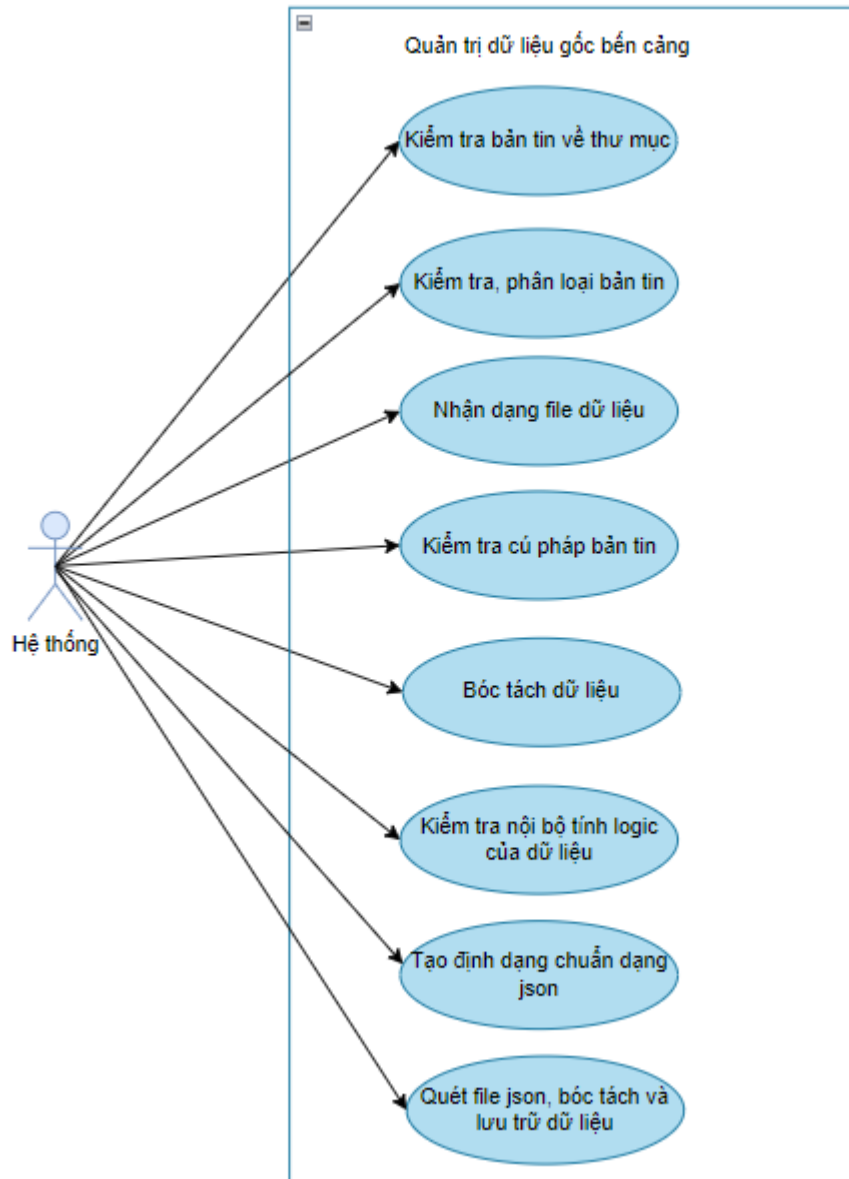 Quản trị dữ liệu gốc bến cảng
Kiểm tra bản tin về thư mục
Kiểm tra, phân loại bản tin
Nhận dạng file dữ liệu
Kiểm tra cú pháp bản tin
Hệ thống
Bóc tách dữ liệu
Kiểm tra nội bộ tính logic
của dữ liệu
Tạo định dạng chuẩn dạng
json
Quét file json, bóc tách và
lưu trữ dữ liệu